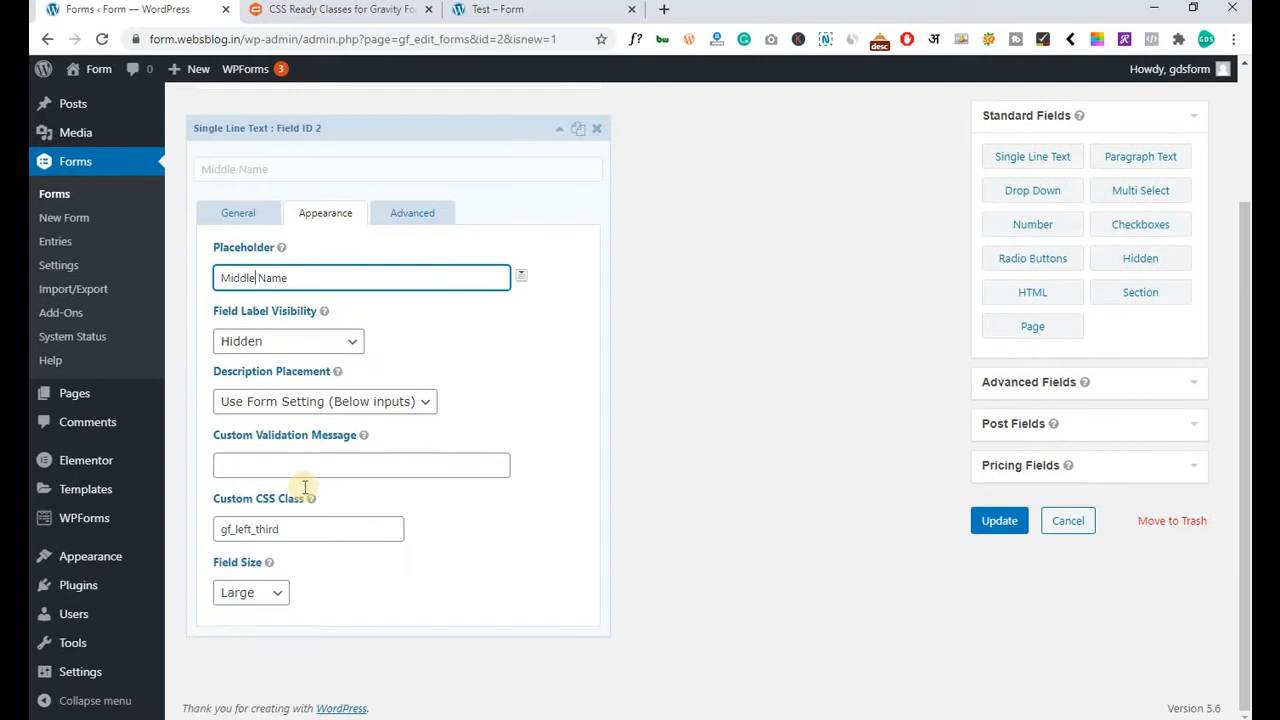 Forms ‹ Form — WordPress
CSS Ready Classes for Gravity Fo
Test – Form
form.websblog.in/wp-admin/admin.php?page=gf_edit_forms&id=2&isnew=1
f?
bw
desc
अ
GDS
Form
0
New
WPForms 3
Howdy, gdsform
Posts
Media
Forms
Forms
New Form
Entries
Settings
Import/Export
Add-Ons
System Status
Help
Pages
Comments
Elementor
Templates
WPForms
Appearance
Plugins
Users
Tools
Settings
Collapse menu
Single Line Text : Field ID 2
Middle Name
General
Appearance
Advanced
Placeholder
Middle Name
Field Label Visibility
Hidden
Description Placement
Use Form Setting (Below inputs)
Custom Validation Message
Custom CSS Class
gf_left_third
Field Size
Large
Standard Fields
Single Line Text
Paragraph Text
Drop Down
Multi Select
Number
Checkboxes
Radio Buttons
Hidden
HTML
Section
Page
Advanced Fields
Post Fields
Pricing Fields
Update
Cancel
Move to Trash
Thank you for creating with WordPress.
Version 5.6